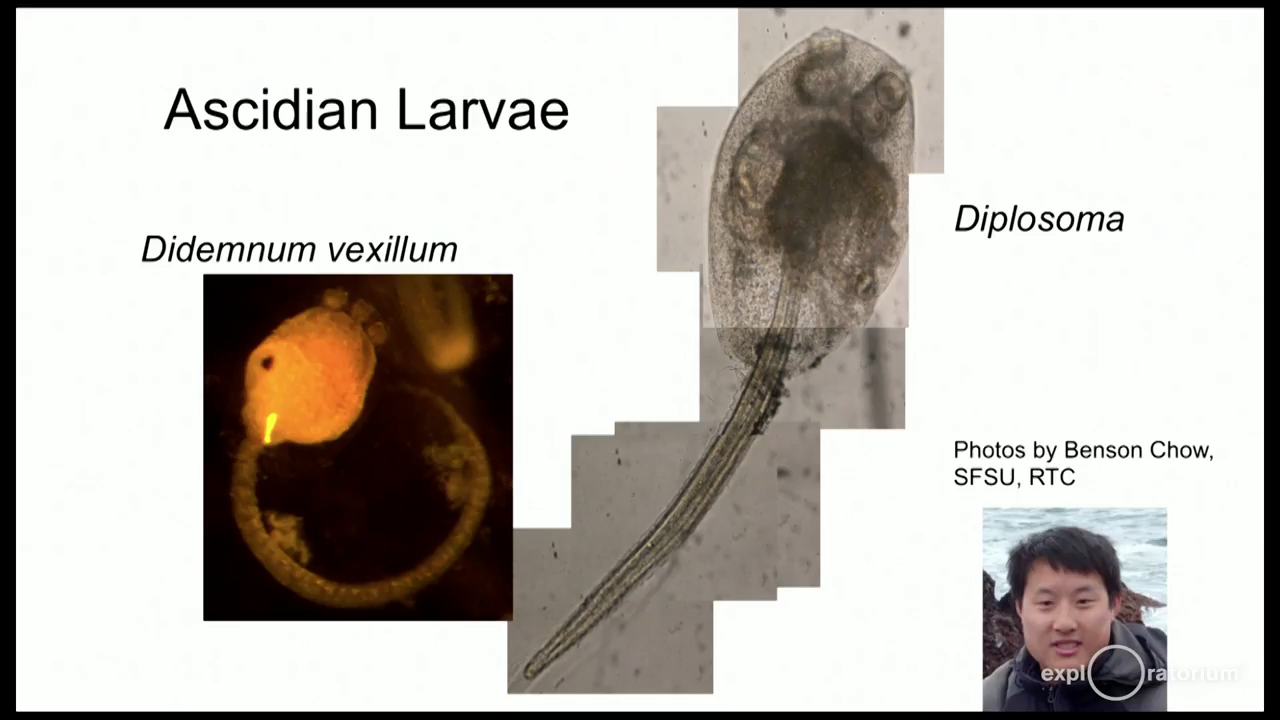 Ascidian Larvae
Didemnum vexillum
Diplosoma
Photos by Benson Chow,
SFSU, RTC
explOratorium